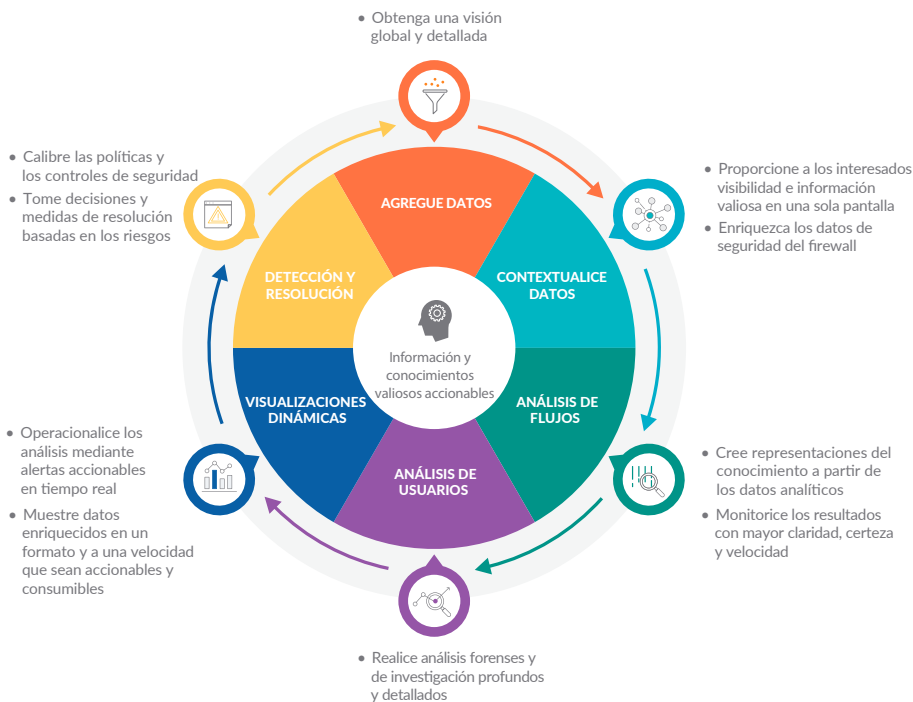 • Obtenga una visión
global y detallada
AGREGUE DATOS
• Proporcione a los interesados
visibilidad e información
valiosa en una sola pantalla
• Enriquezca los datos de
seguridad del firewall
CONTEXTUALICE
DATOS
• Cree representaciones del
conocimiento a partir de
los datos analíticos
• Monitorice los resultados
con mayor claridad, certeza
y velocidad
ANÁLISIS DE
FLUJOS
• Realice análisis forenses y
de investigación profundos
y detallados
ANÁLISIS DE
USUARIOS
• Operacionalice los
análisis mediante
alertas accionables
en tiempo real
• Muestre datos
enriquecidos en un
formato y a una velocidad
que sean accionables y
consumibles
VISUALIZACIONES
DINÁMICAS
• Calibre las políticas y
los controles de seguridad
• Tome decisiones y
medidas de resolución
basadas en los riesgos
DETECCIÓN Y
RESOLUCIÓN
Información y
conocimientos
valiosos accionables